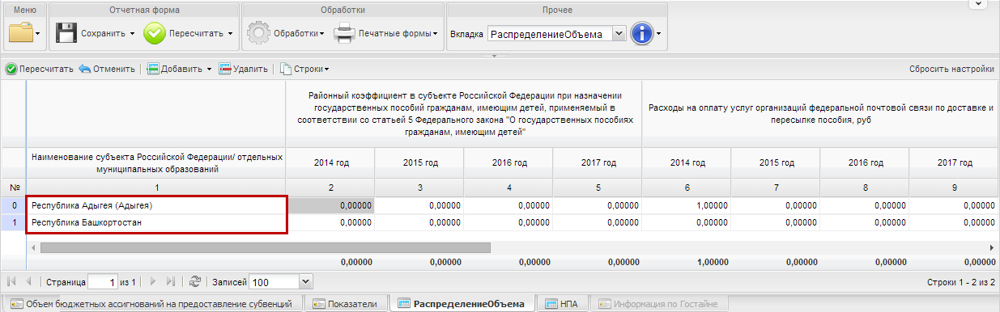 Меню
Отчетная форма
Обработки
Прочее
Сохранить
Пересчитать
Обработки
Печатные формы
Вкладка
РаспределениеОбъема
Пересчитать
Отменить
Добавить
Удалить
Строки
Сбросить настройки
Районный коэффициент в субъекте Российской Федерации при назначении
государственных пособий гражданам, имеющим детей, применяемый в
соответствии со статьей 5 Федерального закона "О государственных пособиях
гражданам, имеющим детей"
Расходы на оплату услуг организаций федеральной почтовой связи по доставке и
пересылке пособия, руб
Наименование субъекта Российской Федерации/ отдельных
муниципальных образований
2014 год 2015 год 2016 год 2017 год 2014 год 2015 год 2016 год 2017 год
№ 1 2 3 4 5 6 7 8 9
0 Республика Адыгея (Адыгея) 0,00000 0,00000 0,00000 0,00000 1,00000 0,00000 0,00000 0,00000
1 Республика Башкортостан 0,00000 0,00000 0,00000 0,00000 0,00000 0,00000 0,00000 0,00000
0,00000 0,00000 0,00000 0,00000 1,00000 0,00000 0,00000 0,00000
Страница 1 из 1 Записей 100 Строки 1 - 2 из 2
Объем бюджетных ассигнований на предоставление субвенций Показатели РаспределениеОбъема НПА Информация по Гостайне